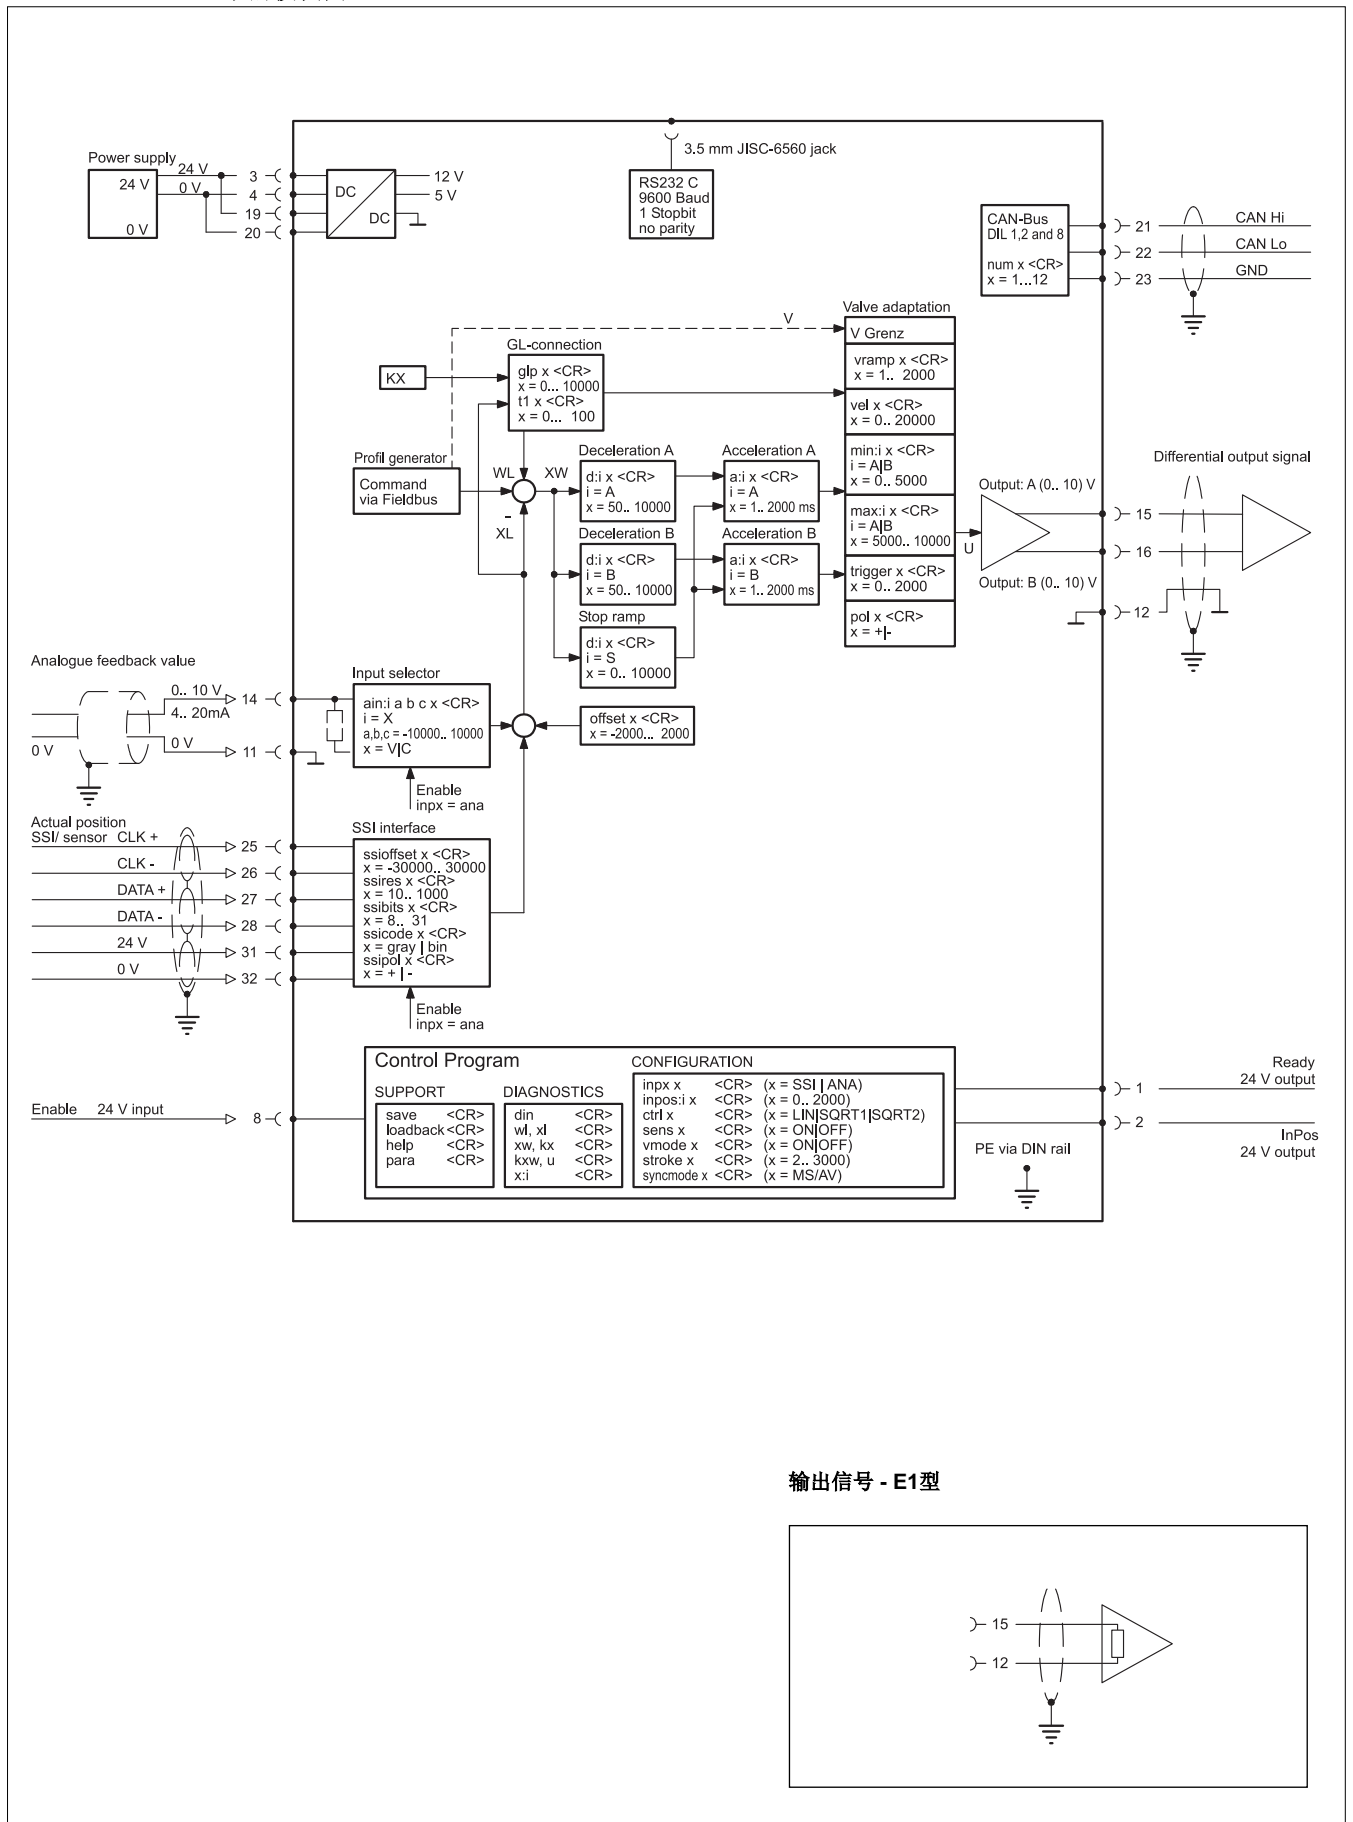 3.5 mm JISC-6560 jack
Power supply
24 V
0 V
24 V
0 V
3
4
19
20
DC
DC
12 V
5 V
RS232 C
9600 Baud
1 Stopbit
no parity
CAN-Bus
DIL 1,2 and 8
num x <CR>
x = 1...12
21
22
23
CAN Hi
CAN Lo
GND
V
Valve adaptation
V Grenz
vramp x <CR>
x = 1.. 2000
vel x <CR>
x = 0.. 20000
min:i x <CR>
i = A|B
x = 0.. 5000
max:i x <CR>
i = A|B
x = 5000.. 10000
trigger x <CR>
x = 0.. 2000
pol x <CR>
x = +|-
GL-connection
glp x <CR>
x = 0... 10000
t1 x <CR>
x = 0... 100
KX
Profil generator
Command
via Fieldbus
WL
XW
-
XL
Deceleration A
d:i x <CR>
i = A
x = 50.. 10000
Deceleration B
d:i x <CR>
i = B
x = 50.. 10000
Stop ramp
d:i x <CR>
i = S
x = 0.. 10000
Acceleration A
a:i x <CR>
i = A
x = 1.. 2000 ms
Acceleration B
a:i x <CR>
i = B
x = 1.. 2000 ms
U
Output: A (0.. 10) V
Output: B (0.. 10) V
Differential output signal
15
16
12
Analogue feedback value
0.. 10 V
4.. 20mA
0 V
0 V
14
11
Input selector
ain:i a b c x <CR>
i = X
a,b,c = -10000.. 10000
x = V|C
Enable
inpx = ana
offset x <CR>
x = -2000... 2000
Actual position
SSI/ sensor
CLK +
CLK -
DATA +
DATA -
24 V
0 V
25
26
27
28
31
32
SSI interface
ssioffset x <CR>
x = -30000.. 30000
ssires x <CR>
x = 10.. 1000
ssibits x <CR>
x = 8.. 31
ssicode x <CR>
x = gray | bin
ssipol x <CR>
x = + | -
Enable
inpx = ana
Enable 24 V input
8
Control Program
SUPPORT
save <CR>
loadback <CR>
help <CR>
para <CR>
DIAGNOSTICS
din <CR>
wl, xl <CR>
xw, kx <CR>
kxw, u <CR>
x:i <CR>
CONFIGURATION
inpx x <CR> (x = SSI | ANA)
inpos:i x <CR> (x = 0.. 2000)
ctrl x <CR> (x = LIN|SQRT1|SQRT2)
sens x <CR> (x = ON|OFF)
vmode x <CR> (x = ON|OFF)
stroke x <CR> (x = 2.. 3000)
syncmode x <CR> (x = MS/AV)
1
2
Ready
24 V output
InPos
24 V output
PE via DIN rail
输出信号 - E1型
15
12